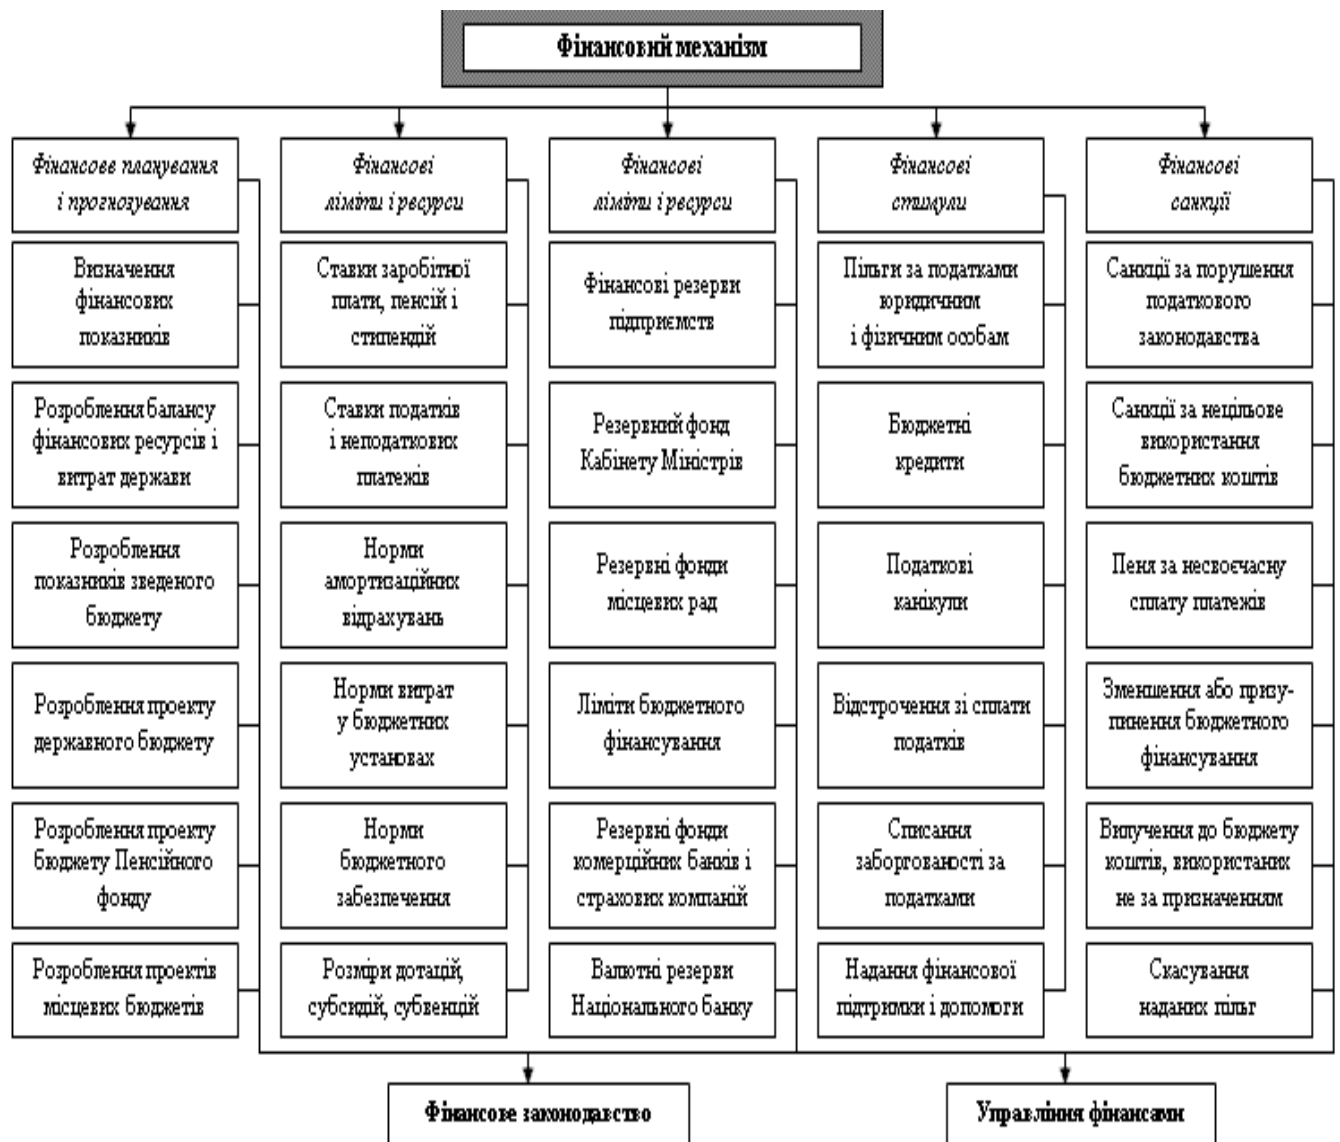 Фінансовий механізм
Фінансове планування
і прогнозування
Визначення
фінансових
показників
Розроблення балансу
фінансових ресурсів і
витрат держави
Розроблення
показників зведеного
бюджету
Розроблення проекту
державного бюджету
Розроблення проекту
бюджету Пенсійного
фонду
Розроблення проектів
місцевих бюджетів
Фінансові
ліміти і ресурси
Ставки заробітної
плати, пенсій і
стипендій
Ставки податків
і неподаткових
платежів
Норми
амортизаційних
відрахувань
Норми витрат
у бюджетних
установах
Норми
бюджетного
забезпечення
Розміри дотацій,
субсидій, субвенцій
Фінансові
ліміти і ресурси
Фінансові резерви
підприємств
Резервний фонд
Кабінету Міністрів
Резервні фонди
місцевих рад
Ліміти бюджетного
фінансування
Резервні фонди
комерційних банків і
страхових компаній
Валютні резерви
Національного банку
Фінансові
стимули
Пільги за податками
юридичним
і фізичним особам
Бюджетні
кредити
Податкові
канікули
Відстрочення зі сплати
податків
Списання
заборгованості за
податками
Надання фінансової
підтримки і допомоги
Фінансові
санкції
Санкції за порушення
податкового
законодавства
Санкції за нецільове
використання
бюджетних коштів
Пеня за несвоєчасну
сплату платежів
Зменшення або призу-
пинення бюджетного
фінансування
Вилучення до бюджету
коштів, використаних
не за призначенням
Скасування
наданих пільг
Фінансове законодавство
Управління фінансами